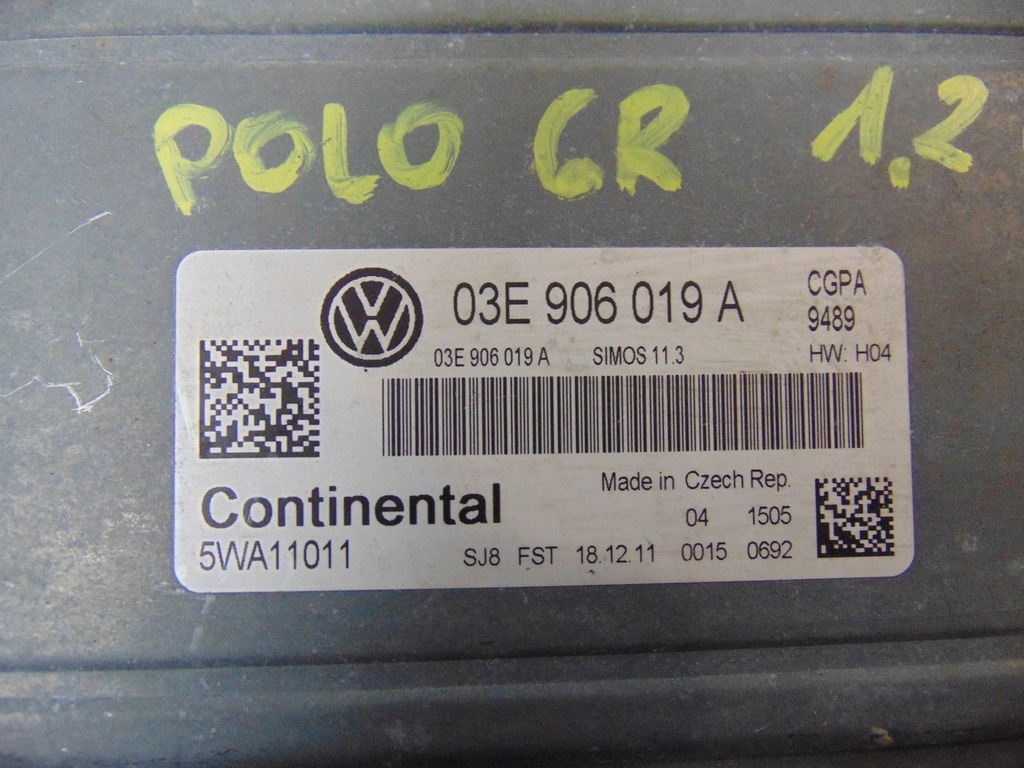 POLO 6R 1.2
03E 906 019 A
CGPA
9489
03E 906 019 A SIMOS 11.3 HW: H04
Continental
5WA11011
Made in Czech Rep.
04 1505
SJ8 FST 18.12.11 0015 0692